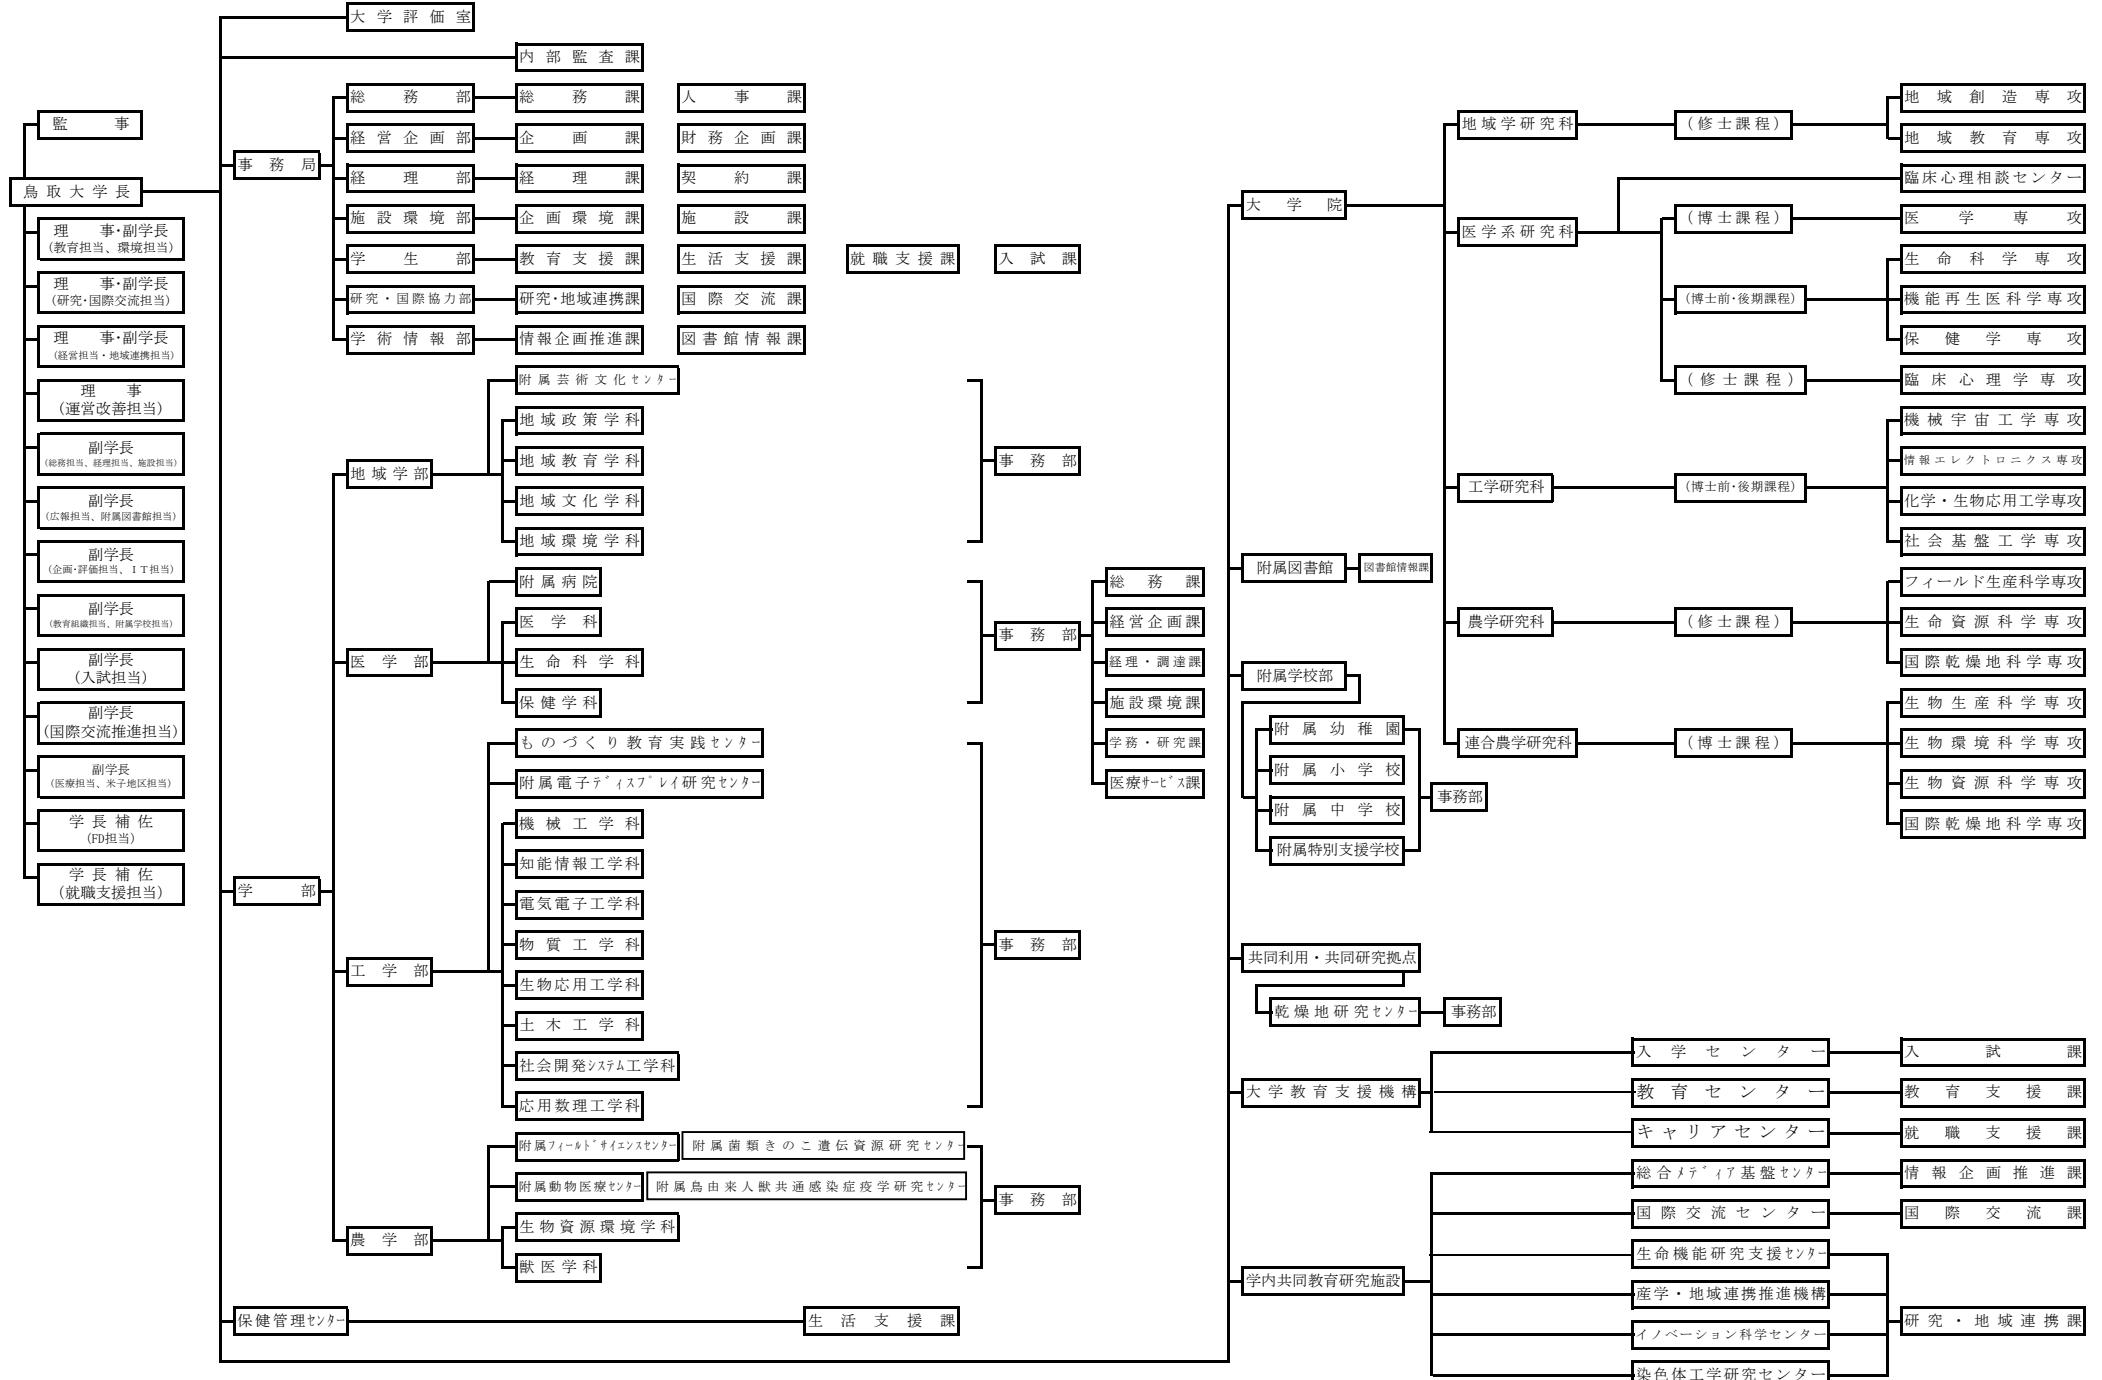 大学評価室
内部監査課
監事
鳥取大学長
理事・副学長
(教育担当、環境担当)
理事・副学長
(研究・国際交流担当)
理事・副学長
(経営担当・地域連携担当)
理事
(運営改善担当)
副学長
(総務担当、経理担当、施設担当)
副学長
(広報担当、附属図書館担当)
副学長
(企画・評価担当、IT担当)
副学長
(教育組織担当、附属学校担当)
副学長
(入試担当)
副学長
(国際交流推進担当)
副学長
(医療担当、米子地区担当)
学長補佐
(FD担当)
学長補佐
(就職支援担当)
事務局
総務部 総務課 人事課
経営企画部 企画課 財務企画課
経理部 経理課 契約課
施設環境部 企画環境課 施設課
学生部 教育支援課 生活支援課 就職支援課 入試課
研究・国際協力部 研究・地域連携課 国際交流課
学術情報部 情報企画推進課 図書館情報課
学部
地域学部
附属芸術文化センター
地域政策学科
地域教育学科
地域文化学科
地域環境学科
事務部
医学部
附属病院
医学科
生命科学科
保健学科
事務部
総務課
経営企画課
経理・調達課
施設環境課
学務・研究課
医療サービス課
工学部
ものづくり教育実践センター
附属電子ディスプレイ研究センター
機械工学科
知能情報工学科
電気電子工学科
物質工学科
生物応用工学科
土木工学科
社会開発システム工学科
応用数理工学科
事務部
農学部
附属フィールドサイエンスセンター 附属菌類きのこ遺伝資源研究センター
附属動物医療センター 附属鳥由来人獣共通感染症疫学研究センター
生物資源環境学科
獣医学科
事務部
保健管理センター 生活支援課
大学院
地域学研究科 (修士課程)
地域創造専攻
地域教育専攻
医学系研究科
臨床心理相談センター
(博士課程) 医学専攻
(博士前・後期課程)
生命科学専攻
機能再生医科学専攻
保健学専攻
(修士課程) 臨床心理学専攻
工学研究科 (博士前・後期課程)
機械宇宙工学専攻
情報エレクトロニクス専攻
化学・生物応用工学専攻
社会基盤工学専攻
農学研究科 (修士課程)
フィールド生産科学専攻
生命資源科学専攻
国際乾燥地科学専攻
連合農学研究科 (博士課程)
生物生産科学専攻
生物環境科学専攻
生物資源科学専攻
国際乾燥地科学専攻
附属図書館 図書館情報課
附属学校部
附属幼稚園
附属小学校
附属中学校
附属特別支援学校
事務部
共同利用・共同研究拠点
乾燥地研究センター 事務部
大学教育支援機構
入学センター 入試課
教育センター 教育支援課
キャリアセンター 就職支援課
学内共同教育研究施設
総合メディア基盤センター 情報企画推進課
国際交流センター 国際交流課
生命機能研究支援センター
産学・地域連携推進機構
イノベーション科学センター
染色体工学研究センター
研究・地域連携課